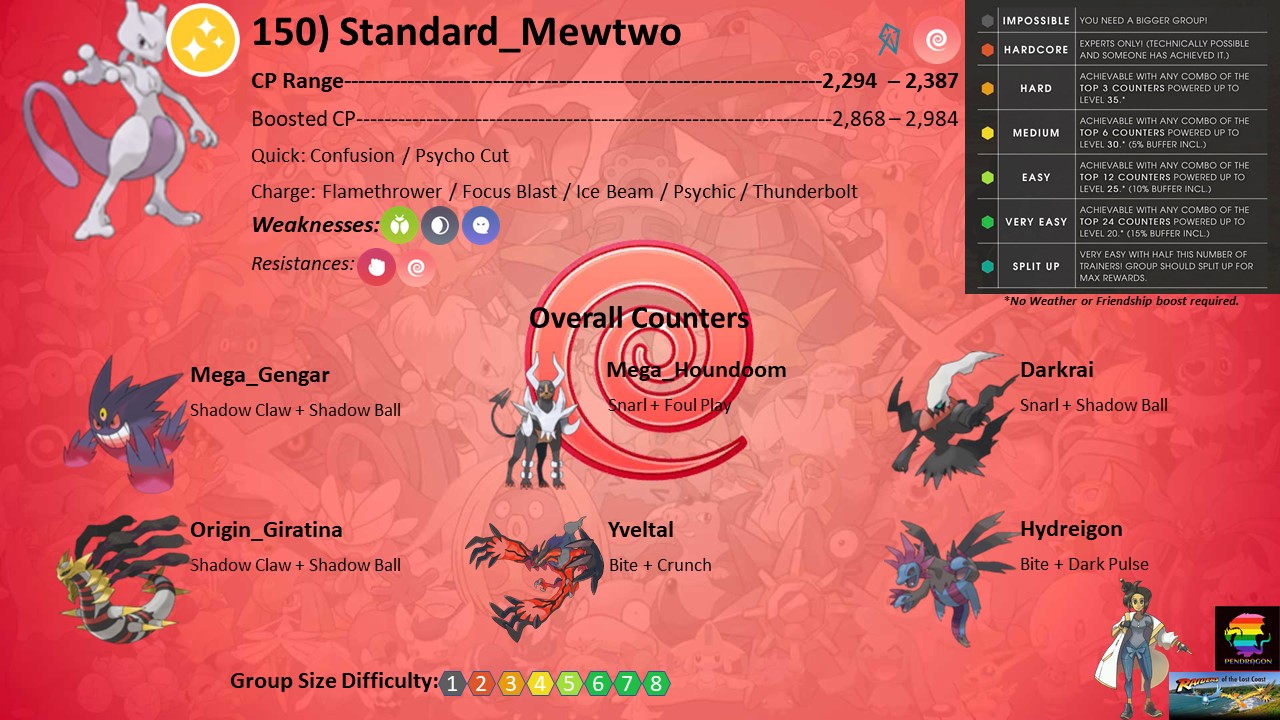 150) Standard_Mewtwo
CP Range--------------------------------------------------------------------2,294 – 2,387
Boosted CP--------------------------------------------------------------------2,868 – 2,984
Quick: Confusion / Psycho Cut
Charge: Flamethrower / Focus Blast / Ice Beam / Psychic / Thunderbolt
Weaknesses:
Resistances:
IMPOSSIBLE YOU NEED A BIGGER GROUP!
HARDCORE EXPERTS ONLY! (TECHNICALLY POSSIBLE
AND SOMEONE HAS ACHIEVED IT.)
HARD ACHIEVABLE WITH ANY COMBO OF THE
TOP 3 COUNTERS POWERED UP TO
LEVEL 35.*
MEDIUM ACHIEVABLE WITH ANY COMBO OF THE
TOP 6 COUNTERS POWERED UP TO
LEVEL 30.* (5% BUFFER INCL.)
EASY ACHIEVABLE WITH ANY COMBO OF THE
TOP 12 COUNTERS POWERED UP TO
LEVEL 25.* (10% BUFFER INCL.)
VERY EASY ACHIEVABLE WITH ANY COMBO OF THE
TOP 24 COUNTERS POWERED UP TO
LEVEL 20.* (15% BUFFER INCL.)
SPLIT UP VERY EASY WITH HALF THIS NUMBER OF
TRAINERS! GROUP SHOULD SPLIT UP FOR
MAX REWARDS.
*No Weather or Friendship boost required.
Overall Counters
Mega_Gengar
Shadow Claw + Shadow Ball
Mega_Houndoom
Snarl + Foul Play
Darkrai
Snarl + Shadow Ball
Origin_Giratina
Shadow Claw + Shadow Ball
Yveltal
Bite + Crunch
Hydreigon
Bite + Dark Pulse
Group Size Difficulty: 1 2 3 4 5 6 7 8
PENDRAGON
RAIDERS of the Lost Coast